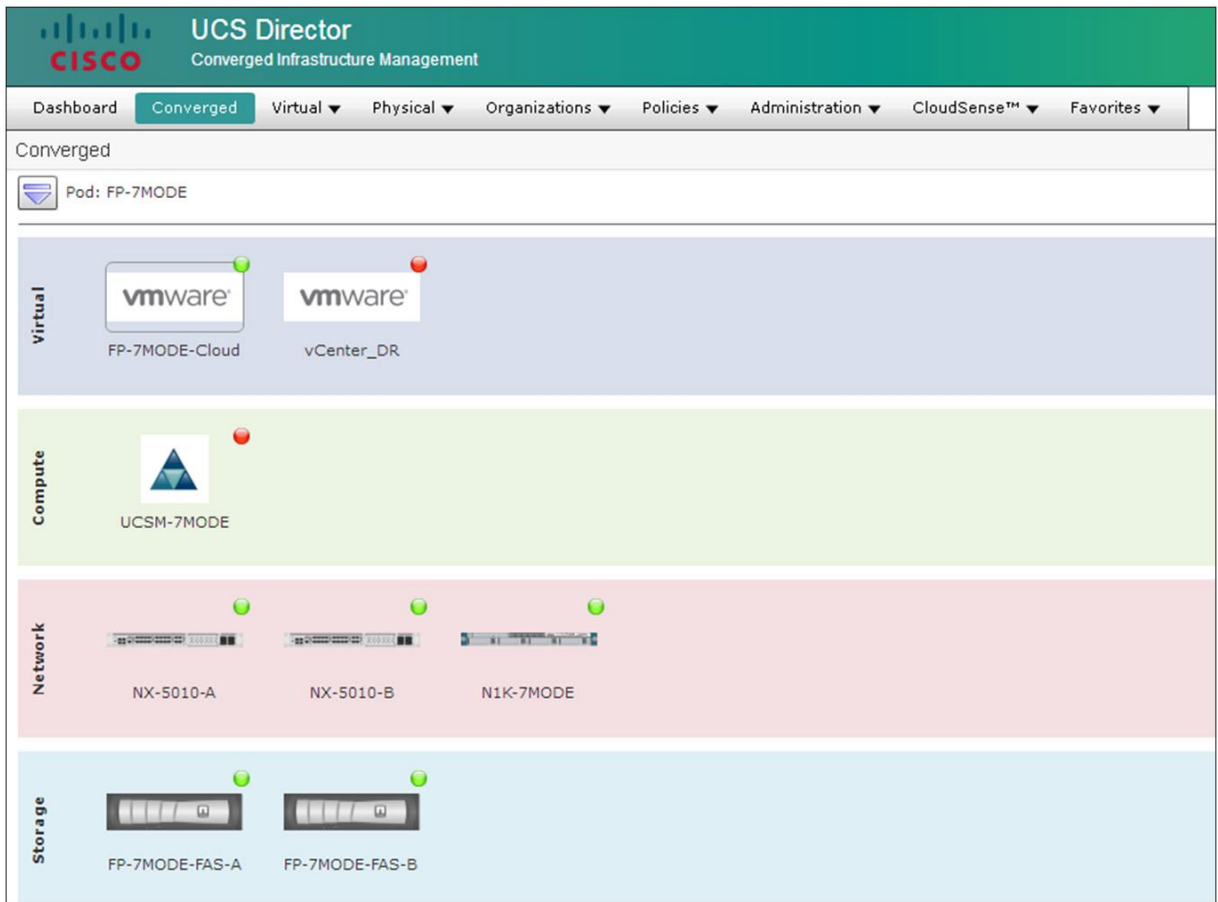 UCS Director
CISCO
Converged Infrastructure Management
Dashboard Converged Virtual Physical Organizations Policies Administration CloudSense™ Favorites
Converged
Pod: FP-7MODE
Virtual
vmware
vmware
FP-7MODE-Cloud vCenter_DR
Compute
UCSM-7MODE
Network
NX-5010-A NX-5010-B N1K-7MODE
Storage
FP-7MODE-FAS-A FP-7MODE-FAS-B